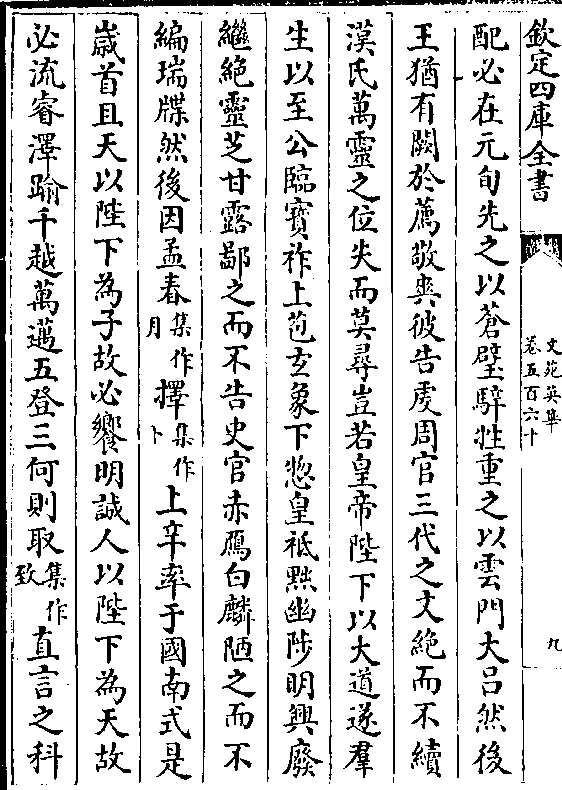 欽定四庫全書
文苑英華
卷五百六十
九
配必在元旬先之以蒼璧騂牲重之以雲門大吕然後
王猶有闕於薦敬奭彼告虔周官三代之文絶而不續
漢氏萬靈之位失而莫尋豈若皇帝陛下以大道遂羣
生以至公臨寶祚上苞玄象下惣皇祗黙幽陟明興廢
繼絶靈芝甘露鄙之而不告史官赤鴈白麟陋之而不
編瑞牒然後因孟春集作月擇集作卜上辛率于國南式是
嵗首且天以陛下為子故必饗明誠人以陛下為天故
必流睿澤踰千越萬邁五登三何則取集作致直言之科